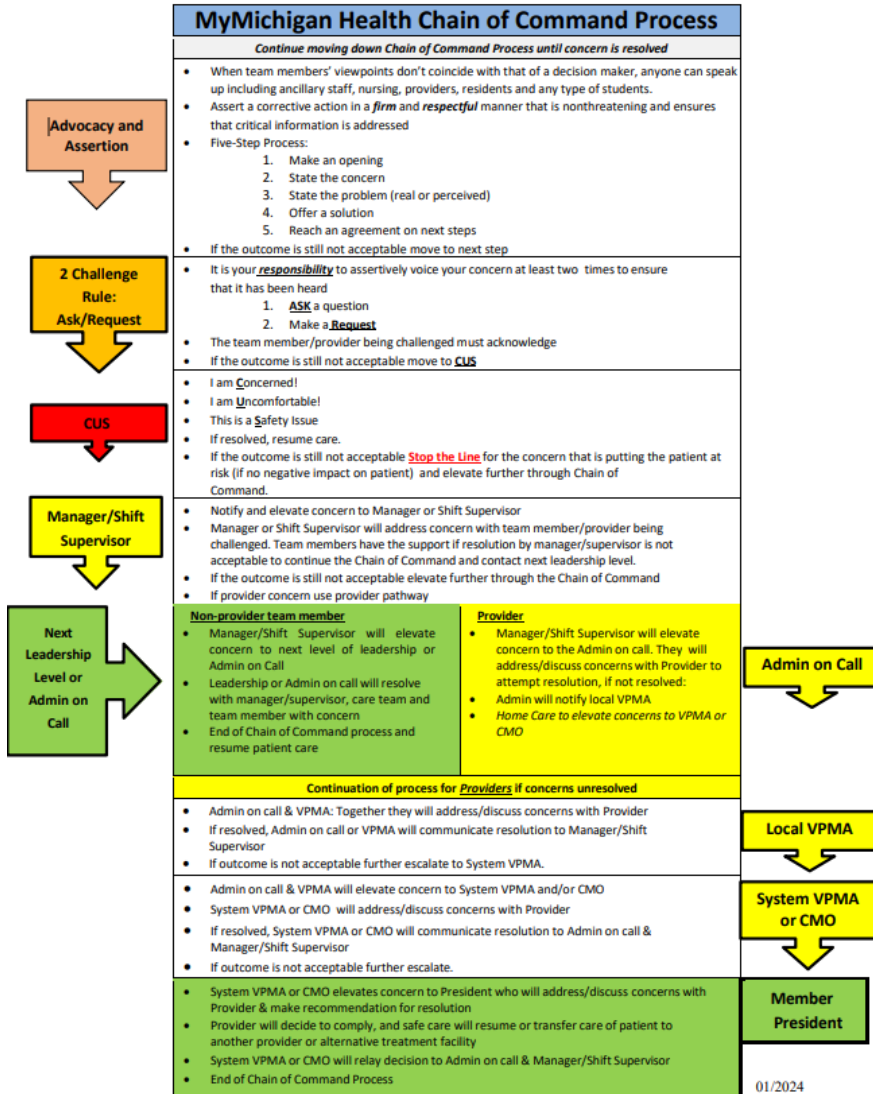 MyMichigan Health Chain of Command Process
Continue moving down Chain of Command Process until concern is resolved
Advocacy and
Assertion
• When team members' viewpoints don't coincide with that of a decision maker, anyone can speak
up including ancillary staff, nursing, providers, residents and any type of students.
• Assert a corrective action in a firm and respectful manner that is nonthreatening and ensures
that critical information is addressed
• Five-Step Process:
1. Make an opening
2. State the concern
3. State the problem (real or perceived)
4. Offer a solution
5. Reach an agreement on next steps
• If the outcome is still not acceptable move to next step
2 Challenge
Rule:
Ask/Request
• It is your responsibility to assertively voice your concern at least two times to ensure
that it has been heard
1. ASK a question
2. Make a Request
• The team member/provider being challenged must acknowledge
• If the outcome is still not acceptable move to CUS
CUS
• I am Concerned!
• I am Uncomfortable!
• This is a Safety Issue
• If resolved, resume care.
• If the outcome is still not acceptable Stop the Line for the concern that is putting the patient at
risk (if no negative impact on patient) and elevate further through Chain of
Command.
Manager/Shift
Supervisor
• Notify and elevate concern to Manager or Shift Supervisor
• Manager or Shift Supervisor will address concern with team member/provider being
challenged. Team members have the support if resolution by manager/supervisor is not
acceptable to continue the Chain of Command and contact next leadership level.
• If the outcome is still not acceptable elevate further through the Chain of Command
• If provider concern use provider pathway
Next
Leadership
Level or
Admin on
Call
Non-provider team member
• Manager/Shift Supervisor will elevate
concern to next level of leadership or
Admin on Call
• Leadership or Admin on call will resolve
with manager/supervisor, care team and
team member with concern
• End of Chain of Command process and
resume patient care
Provider
• Manager/Shift Supervisor will elevate
concern to the Admin on call. They will
address/discuss concerns with Provider to
attempt resolution, if not resolved:
• Admin will notify local VPMA
• Home Care to elevate concerns to VPMA or
CMO
Admin on Call
Continuation of process for Providers if concerns unresolved
• Admin on call & VPMA: Together they will address/discuss concerns with Provider
• If resolved, Admin on call or VPMA will communicate resolution to Manager/Shift
Supervisor
• If outcome is not acceptable further escalate to System VPMA.
Local VPMA
• Admin on call & VPMA will elevate concern to System VPMA and/or CMO
• System VPMA or CMO will address/discuss concerns with Provider
• If resolved, System VPMA or CMO will communicate resolution to Admin on call &
Manager/Shift Supervisor
• If outcome is not acceptable further escalate.
System VPMA
or CMO
• System VPMA or CMO elevates concern to President who will address/discuss concerns with
Provider & make recommendation for resolution
• Provider will decide to comply, and safe care will resume or transfer care of patient to
another provider or alternative treatment facility
• System VPMA or CMO will relay decision to Admin on call & Manager/Shift Supervisor
• End of Chain of Command Process
Member
President
01/2024